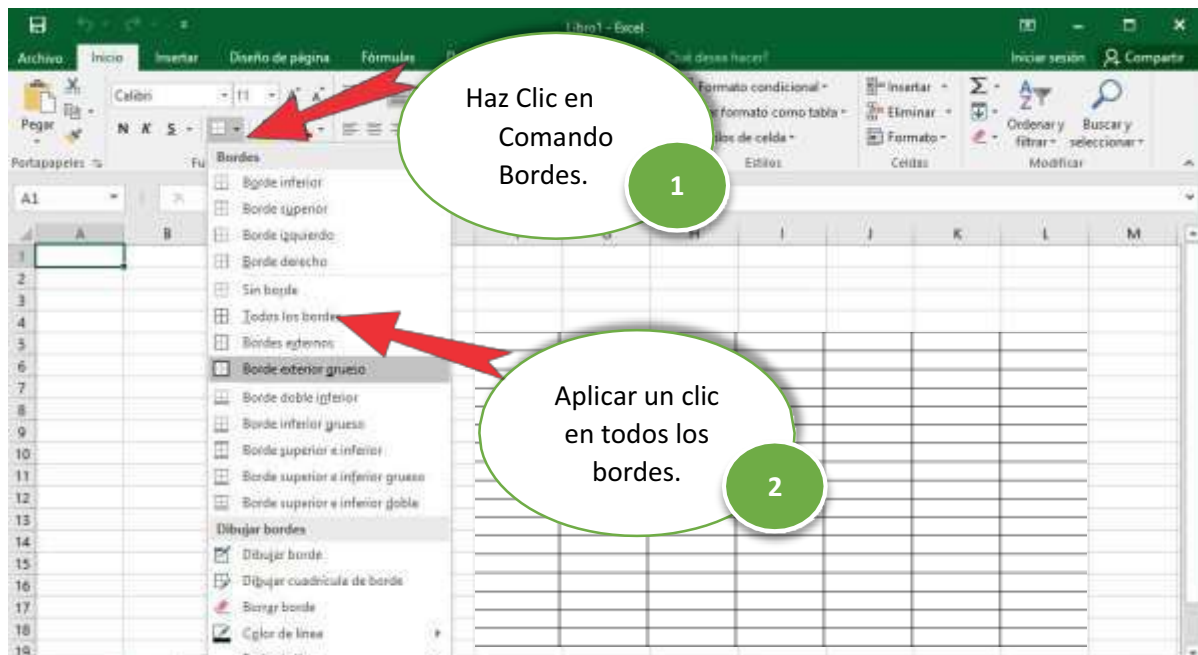 Libro1 - Excel
Archivo Inicio Insertar Diseño de página Fórmulas
Iniciar sesión Compartir
Haz Clic en
Comando
Bordes.
1
Pegar
Calibri 11
N K S
Formato condicional
formato como tabla
de celda
Insertar
Eliminar
Formato
Ordenar y
filtrar
Buscar y
seleccionar
Portapapeles Fu Estilos Celdas Modificar
A1
A B H I J K L M
Bordes
Borde inferior
Borde superior
Borde izquierdo
Borde derecho
Sin borde
Todos los bordes
Bordes externos
Borde exterior grueso
Borde doble inferior
Borde inferior grueso
Borde superior e inferior
Borde superior e inferior grueso
Borde superior e inferior doble
Dibujar bordes
Dibujar borde
Dibujar cuadrícula de borde
Borrar borde
Color de línea
1
2
3
4
5
6
7
8
9
10
11
12
13
14
15
16
17
18
19
Aplicar un clic
en todos los
bordes.
2